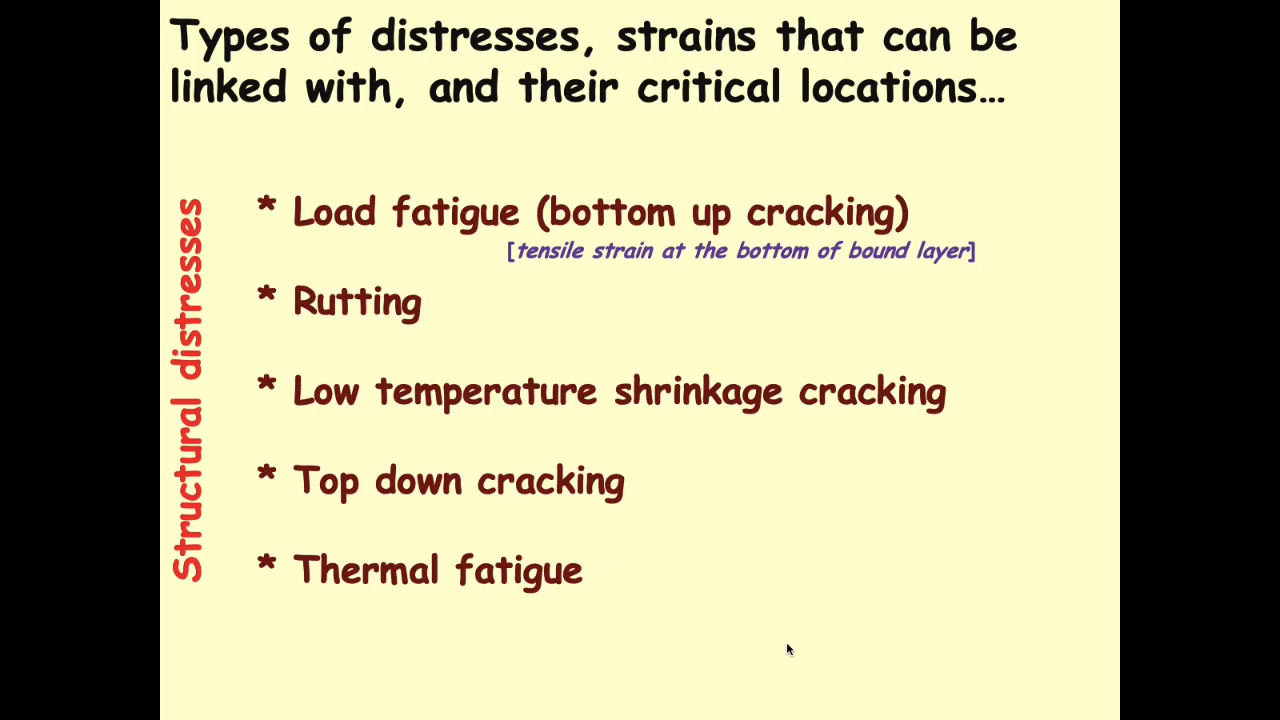 Types of distresses, strains that can be
linked with, and their critical locations…
Structural distresses
* Load fatigue (bottom up cracking)
[tensile strain at the bottom of bound layer]
* Rutting
* Low temperature shrinkage cracking
* Top down cracking
* Thermal fatigue